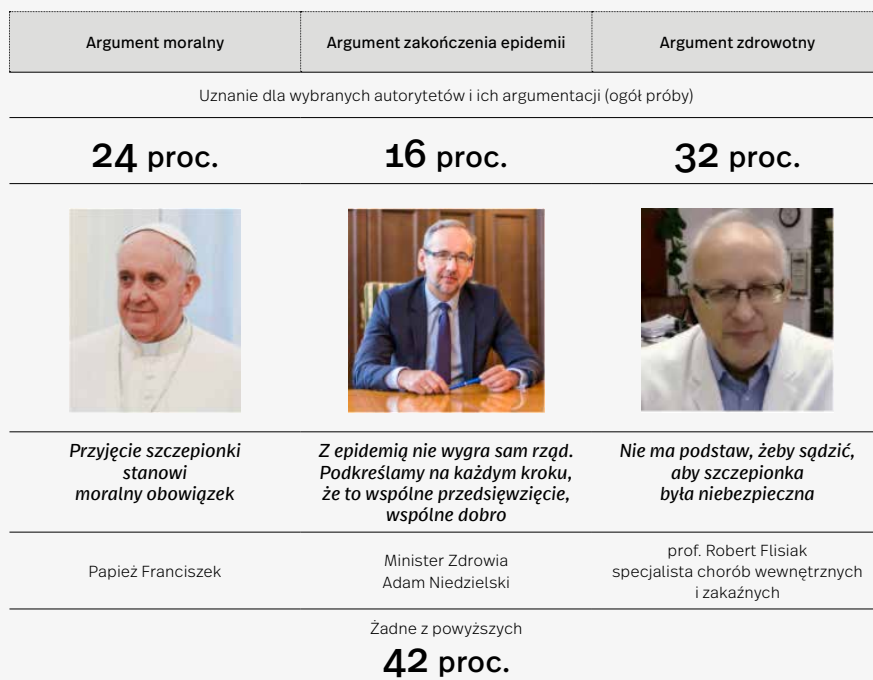 Argument moralny
Argument zakończenia epidemii
Argument zdrowotny
Uznanie dla wybranych autorytetów i ich argumentacji (ogół próby)
24 proc.
16 proc.
32 proc.
Przyjęcie szczepionki
stanowi
moralny obowiązek
Z epidemią nie wygra sam rząd.
Podkreślamy na każdym kroku,
że to wspólne przedsięwzięcie,
wspólne dobro
Nie ma podstaw, żeby sądzić,
aby szczepionka
była niebezpieczna
Papież Franciszek
Minister Zdrowia
Adam Niedzielski
prof. Robert Flisiak
specjalista chorób wewnętrznych
i zakaźnych
Żadne z powyższych
42 proc.